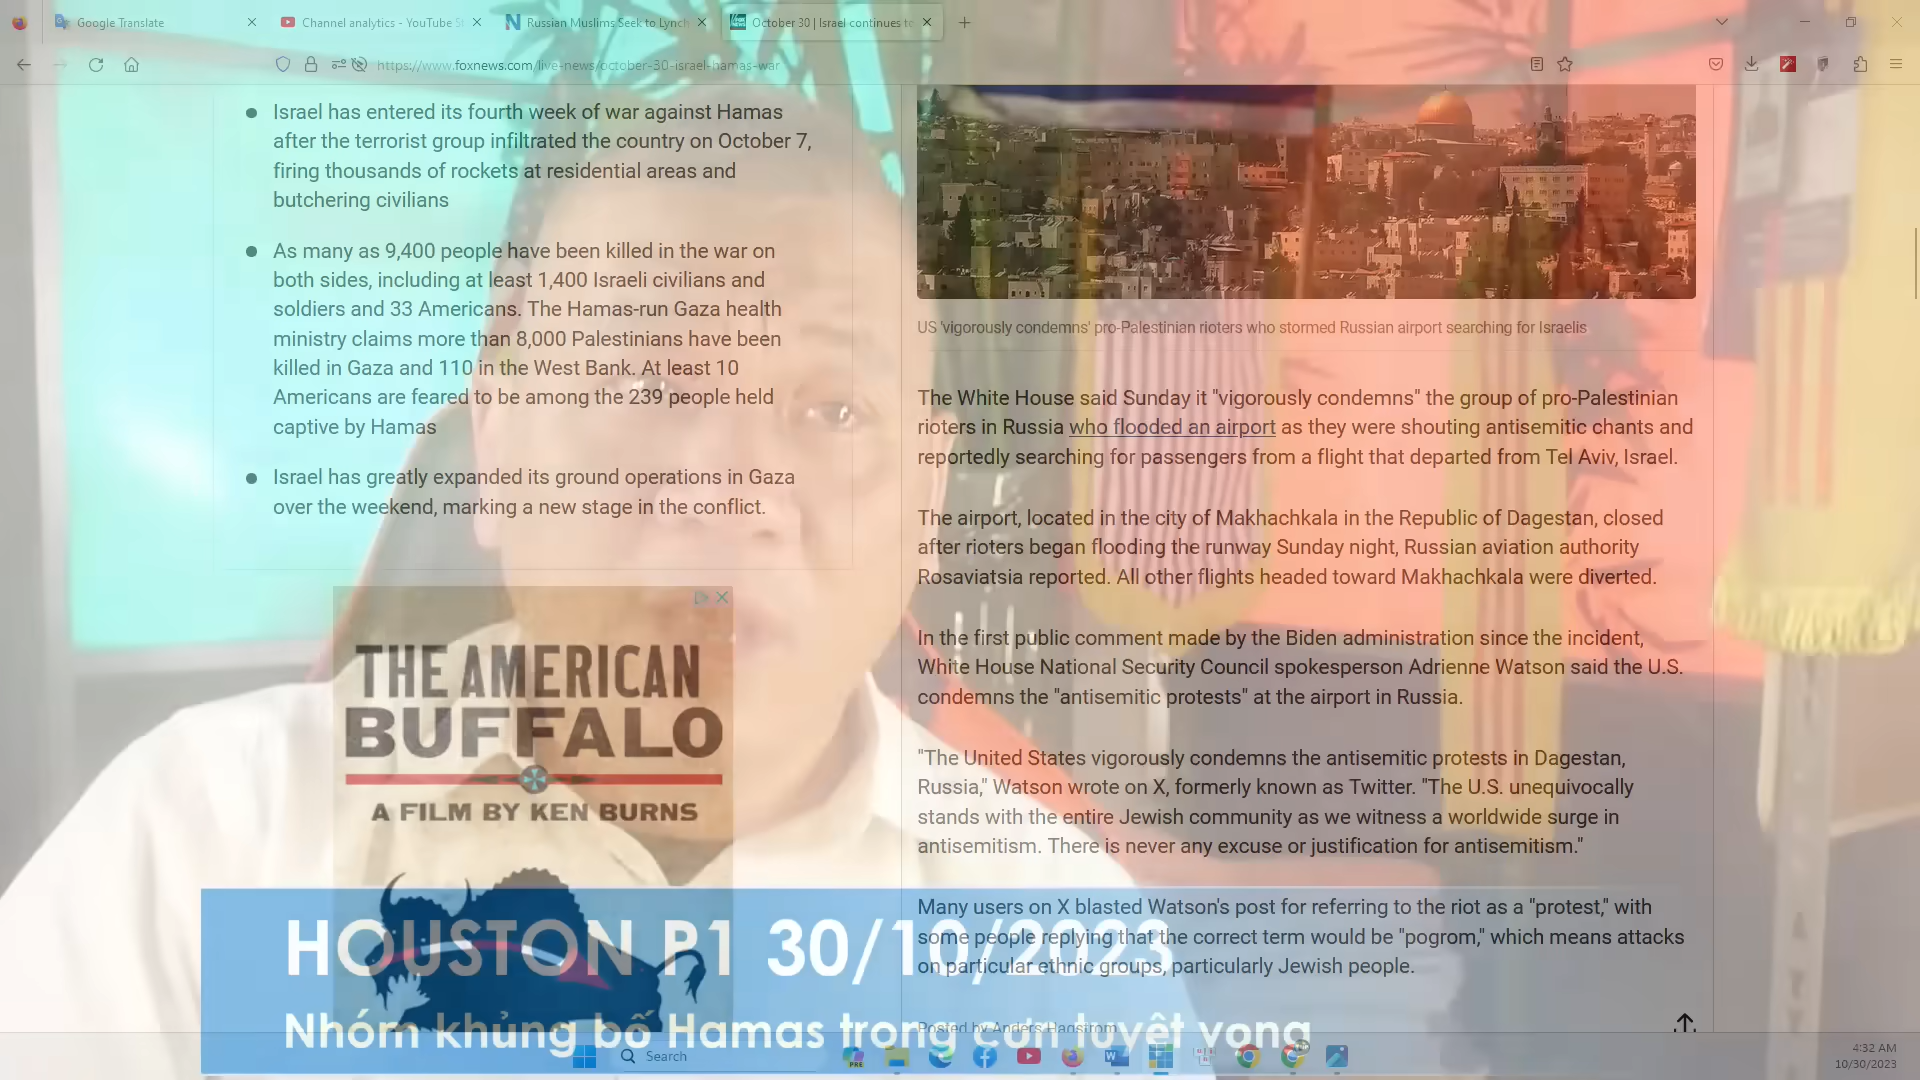 Google Translate
Channel analytics - YouTube St
Russian Muslims Seek to Lynch
October 30 | Israel continues to
https://www.foxnews.com/live-news/october-30-israel-hamas-war
Israel has entered its fourth week of war against Hamas
after the terrorist group infiltrated the country on October 7,
firing thousands of rockets at residential areas and
butchering civilians
As many as 9,400 people have been killed in the war on
both sides, including at least 1,400 Israeli civilians and
soldiers and 33 Americans. The Hamas-run Gaza health
ministry claims more than 8,000 Palestinians have been
killed in Gaza and 110 in the West Bank. At least 10
Americans are feared to be among the 239 people held
captive by Hamas
Israel has greatly expanded its ground operations in Gaza
over the weekend, marking a new stage in the conflict.
THE AMERICAN
BUFFALO
A FILM BY KEN BURNS
US 'vigorously condemns' pro-Palestinian rioters who stormed Russian airport searching for Israelis
The White House said Sunday it "vigorously condemns" the group of pro-Palestinian
rioters in Russia who flooded an airport as they were shouting antisemitic chants and
reportedly searching for passengers from a flight that departed from Tel Aviv, Israel.
The airport, located in the city of Makhachkala in the Republic of Dagestan, closed
after rioters began flooding the runway Sunday night, Russian aviation authority
Rosaviatsia reported. All other flights headed toward Makhachkala were diverted.
In the first public comment made by the Biden administration since the incident,
White House National Security Council spokesperson Adrienne Watson said the U.S.
condemns the "antisemitic protests" at the airport in Russia.
"The United States vigorously condemns the antisemitic protests in Dagestan,
Russia," Watson wrote on X, formerly known as Twitter. "The U.S. unequivocally
stands with the entire Jewish community as we witness a worldwide surge in
antisemitism. There is never any excuse or justification for antisemitism."
Many users on X blasted Watson's post for referring to the riot as a "protest," with
some people replying that the correct term would be "pogrom," which means attacks
on particular ethnic groups, particularly Jewish people.
Posted by Anders Hagstrom
HOUSTON P1 30/10/2023
Nhóm khủng bố Hamas trong cơn tuyệt vọng
Search
4:32 AM
10/30/2023